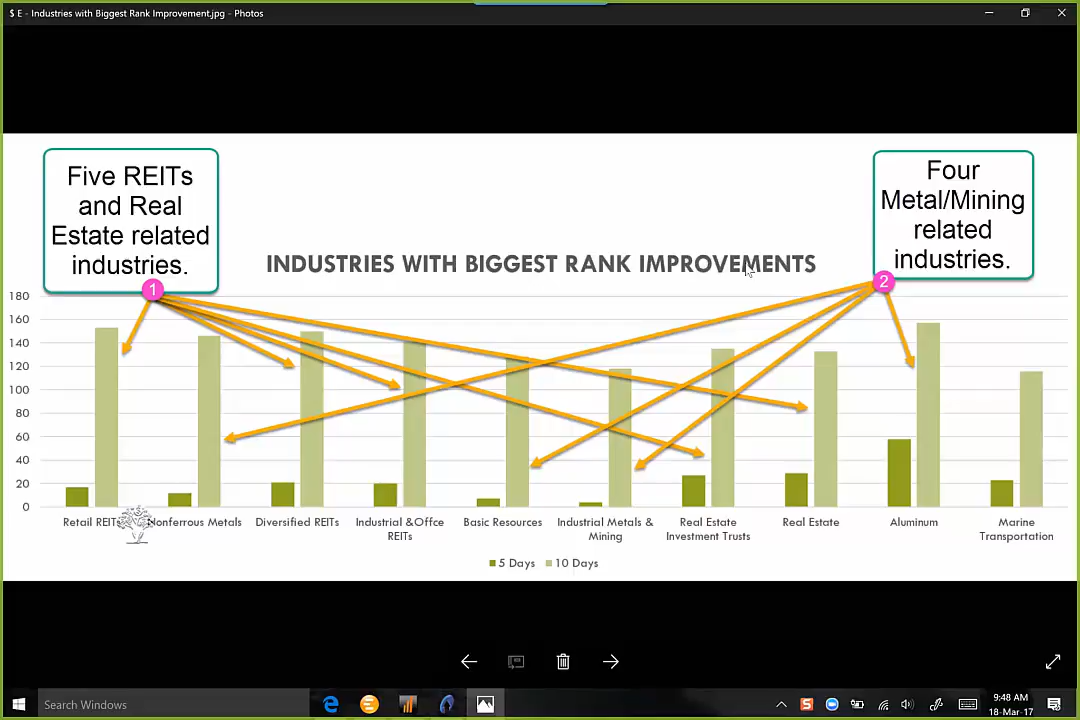 $ E - Industries with Biggest Rank Improvement.jpg - Photos
Five REITs
and Real
Estate related
industries.
1
Four
Metal/Mining
related
industries.
2
INDUSTRIES WITH BIGGEST RANK IMPROVEMENTS
180
160
140
120
100
80
60
40
20
0
Retail REITs
Nonferrous Metals
Diversified REITs
Industrial &Offce
REITs
Basic Resources
Industrial Metals &
Mining
Real Estate
Investment Trusts
Real Estate
Aluminum
Marine
Transportation
5 Days
10 Days
Search Windows
9:48 AM
18-Mar-17